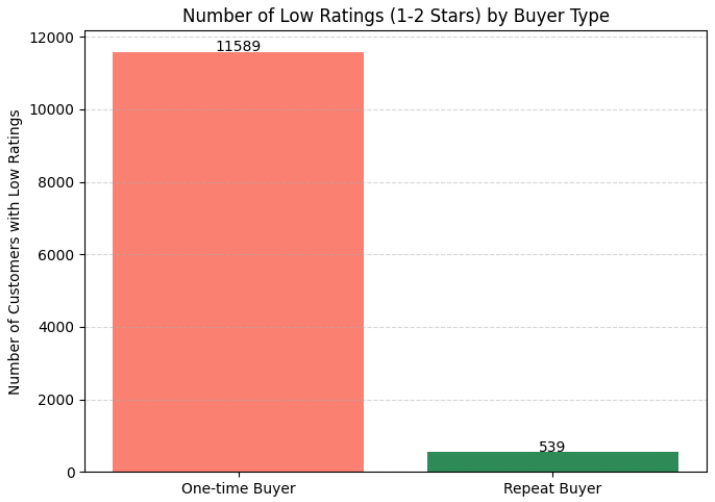 Number of Low Ratings (1-2 Stars) by Buyer Type
Number of Customers with Low Ratings
12000
10000
8000
6000
4000
2000
0
11589
539
One-time Buyer
Repeat Buyer